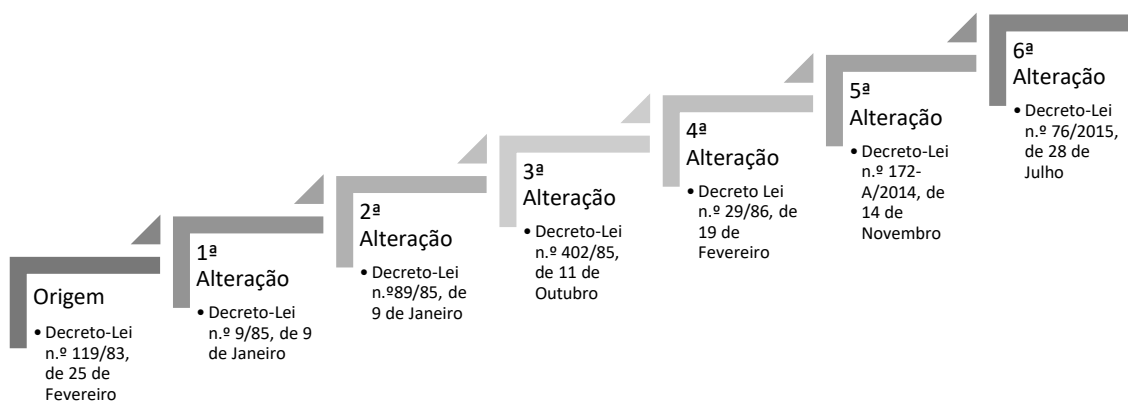 Origem
• Decreto-Lei
n.º 119/83,
de 25 de
Fevereiro
1ª
Alteração
• Decreto-Lei
n.º 9/85, de 9
de Janeiro
2ª
Alteração
• Decreto-Lei
n.º89/85, de
9 de Janeiro
3ª
Alteração
• Decreto-Lei
n.º 402/85,
de 11 de
Outubro
4ª
Alteração
• Decreto Lei
n.º 29/86, de
19 de
Fevereiro
5ª
Alteração
• Decreto-Lei
n.º 172-
A/2014, de
14 de
Novembro
6ª
Alteração
• Decreto-Lei
n.º 76/2015,
de 28 de
Julho